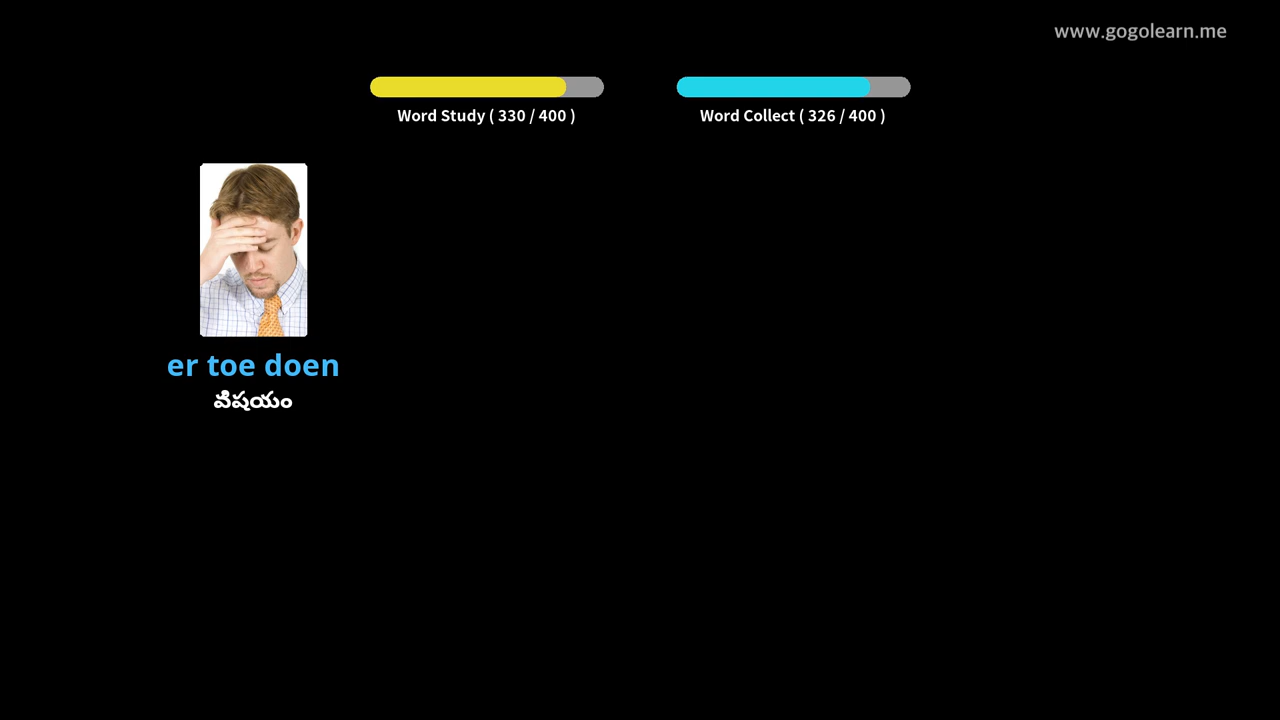 www.gogolearn.me
Word Study ( 330 / 400 )
Word Collect ( 326 / 400 )
er toe doen
విషయం